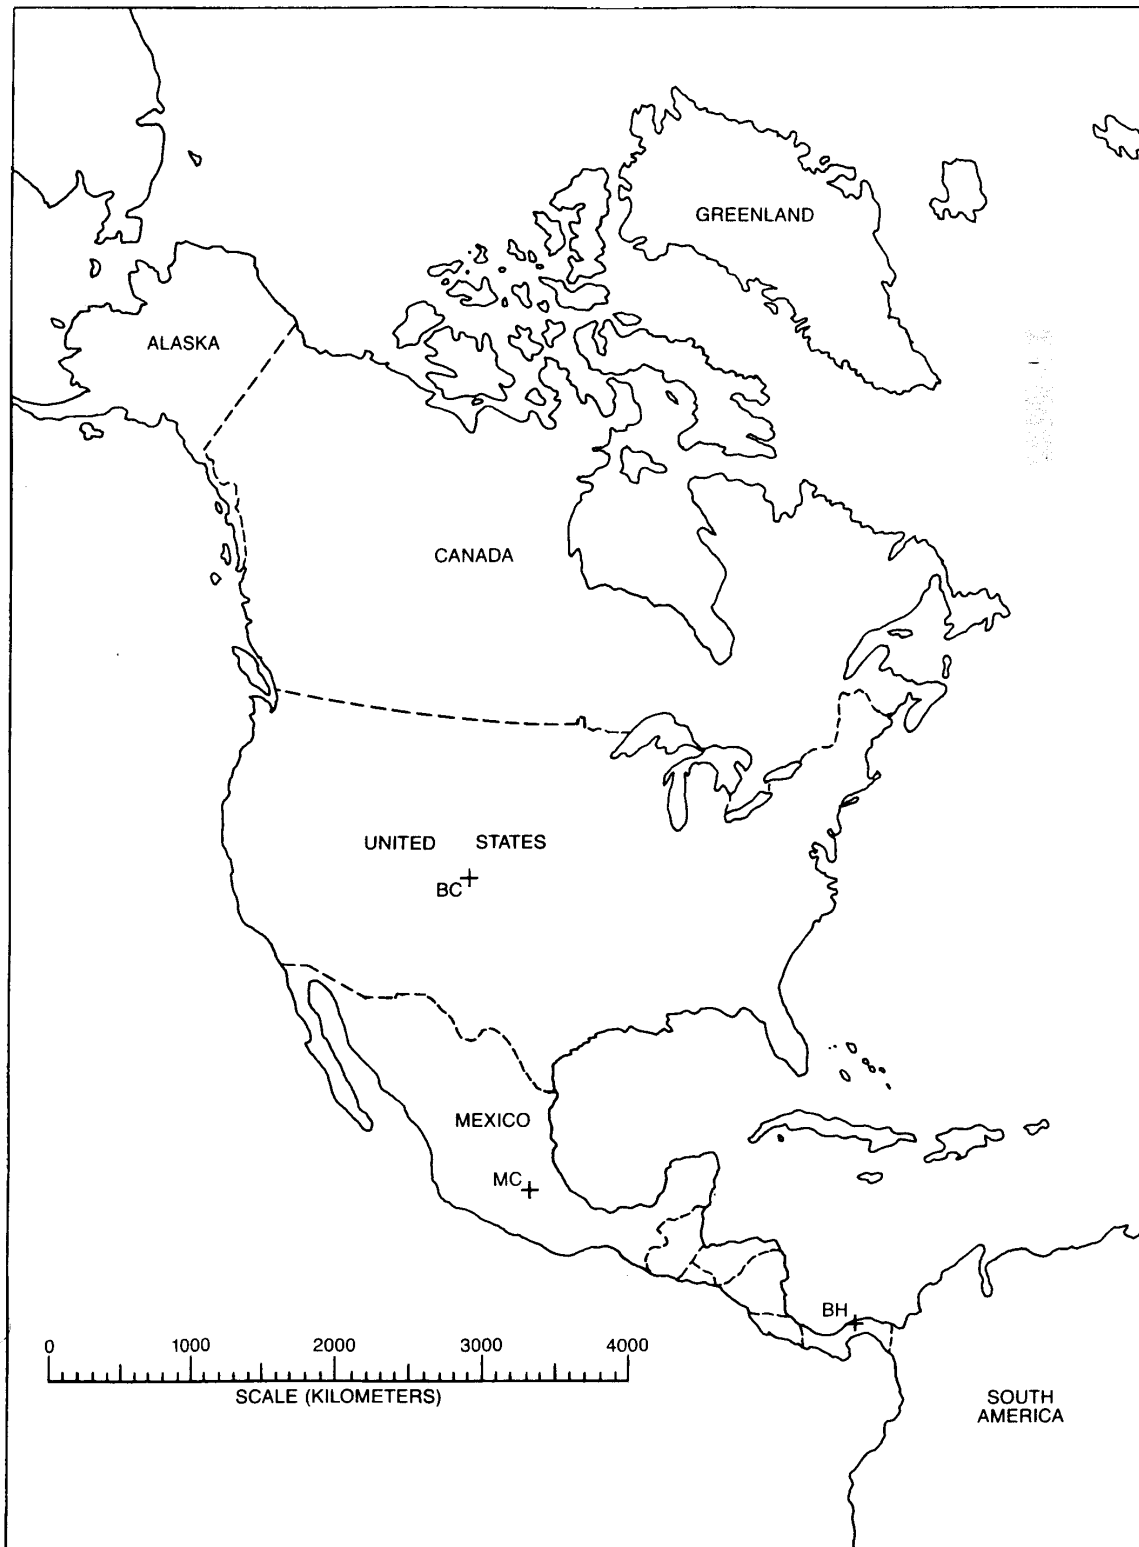 GREENLAND
ALASKA
CANADA
UNITED STATES
BC
MEXICO
MC
BH
0 1000 2000 3000 4000
SCALE (KILOMETERS)
SOUTH
AMERICA